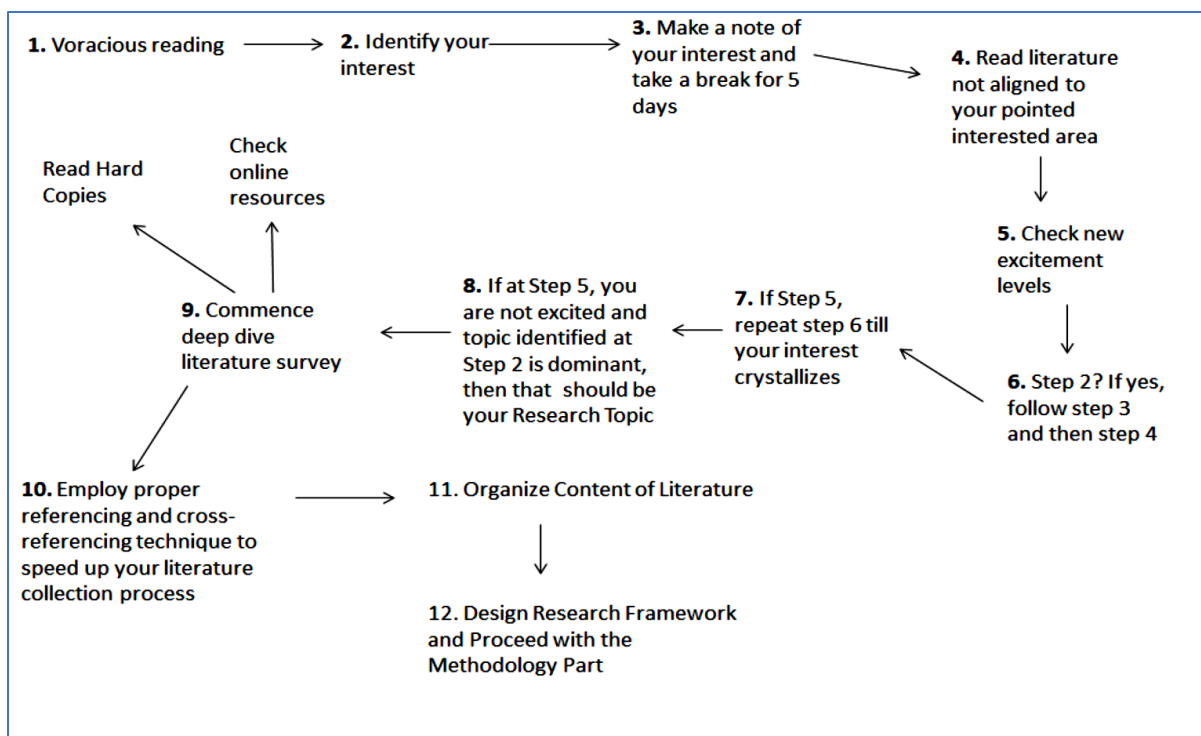 1. Voracious reading
2. Identify your
interest
3. Make a note of
your interest and
take a break for 5
days
4. Read literature
not aligned to
your pointed
interested area
5. Check new
excitement
levels
6. Step 2? If yes,
follow step 3
and then step 4
7. If Step 5,
repeat step 6 till
your interest
crystallizes
8. If at Step 5, you
are not excited and
topic identified at
Step 2 is dominant,
then that should be
your Research Topic
9. Commence
deep dive
literature survey
Read Hard
Copies
Check
online
resources
10. Employ proper
referencing and cross-
referencing technique to
speed up your literature
collection process
11. Organize Content of Literature
12. Design Research Framework
and Proceed with the
Methodology Part